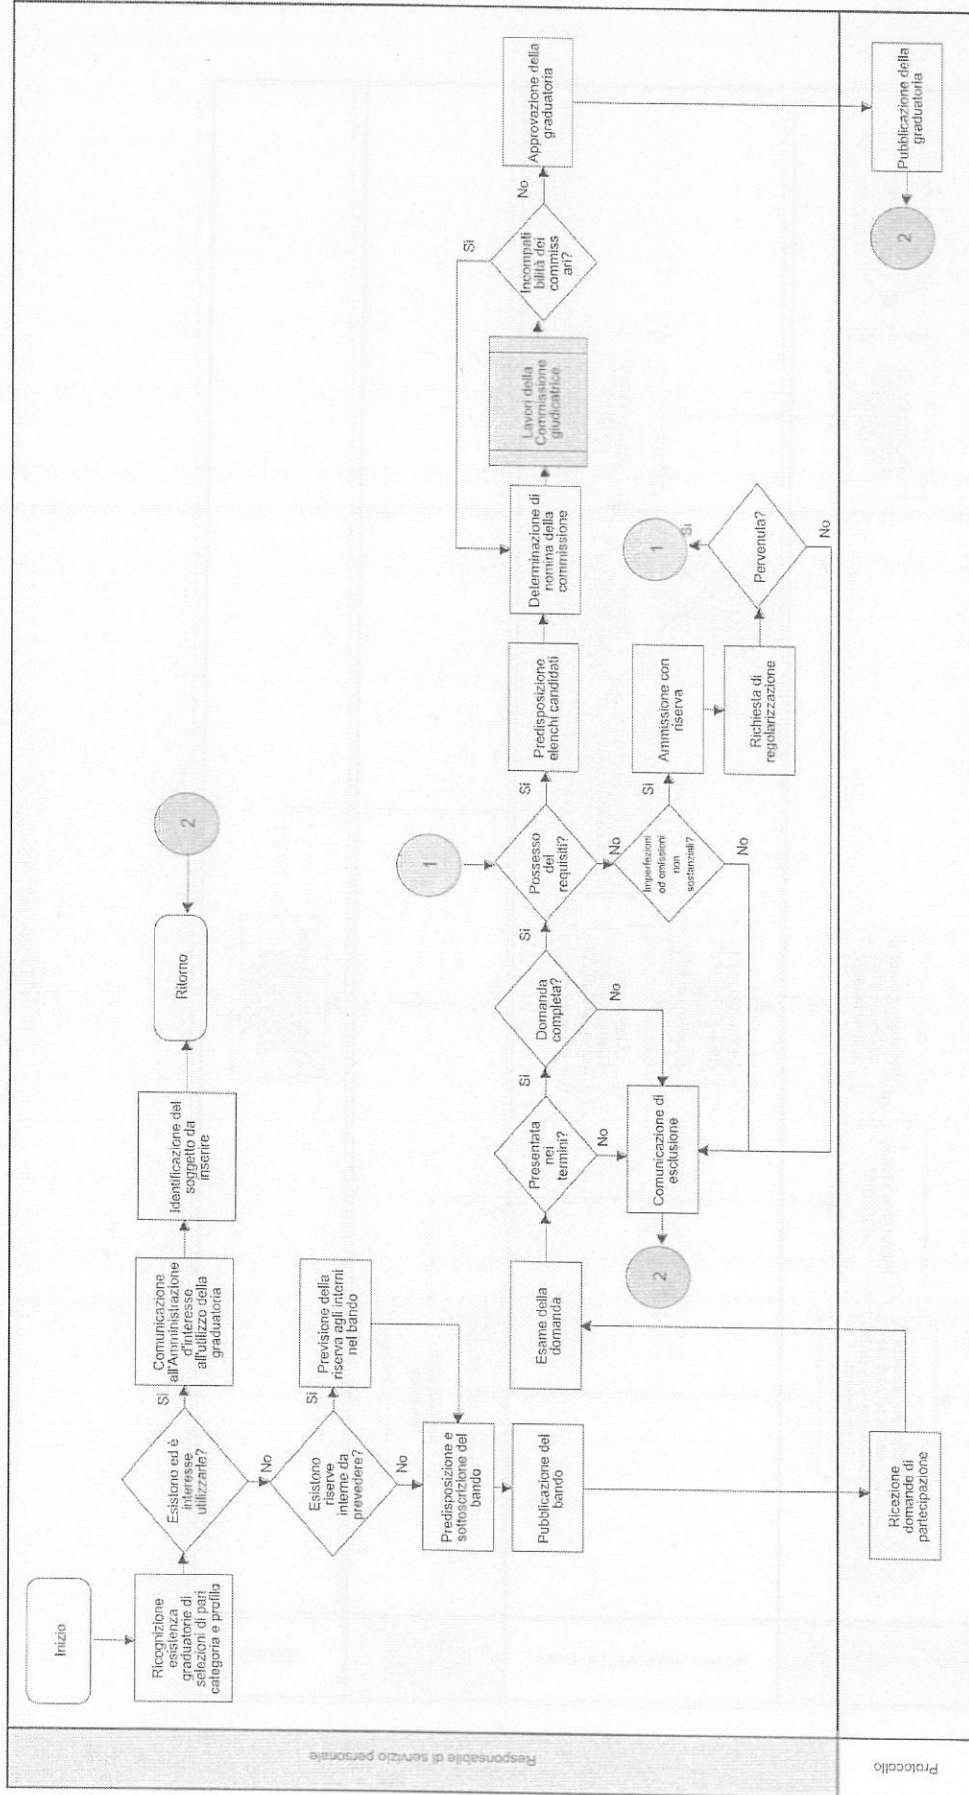 Inizio
Ricognizione
esistenza
graduatorie di
selezioni di pari
categoria e profilo
Esistono ed è
interesse
utilizzarle?
Si
No
Comunicazione
all'Amministrazione
d'interesse
all'utilizzo della
graduatoria
Identificazione del
soggetto da
inserire
Ritorno
2
Esistono
riserve
interne da
prevedere?
Si
No
Previsione della
riserva agli interni
nel bando
Predisposizione e
sottoscrizione del
bando
Pubblicazione del
bando
Ricezione
domande di
partecipazione
Esame della
domanda
Presentata
nei
termini?
Si
No
Domanda
completa?
Si
No
Comunicazione di
esclusione
2
1
Possesso
dei
requisiti?
Si
No
Imperfezioni
od omissioni
non
sostanziali?
Si
No
Predisposizione
elenchi candidati
Ammissione con
riserva
Richiesta di
regolarizzazione
Pervenuta?
Si
No
1
Determinazione di
nomina della
commissione
Lavori della
Commissione
giudicatrice
Incompati
bilità dei
commiss
ari?
Si
No
Approvazione della
graduatoria
Pubblicazione della
graduatoria
2
Responsabile di servizio personale
Protocollo